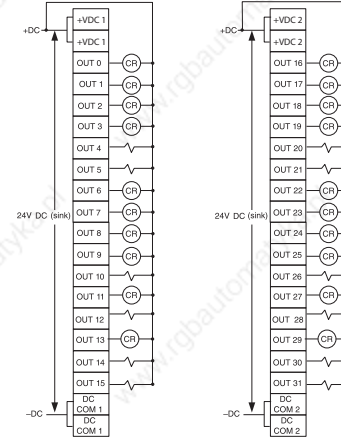 +DC
+VDC 1
+VDC 1
OUT 0 CR
OUT 1 CR
OUT 2 CR
OUT 3 CR
OUT 4
OUT 5
OUT 6 CR
24V DC (sink) OUT 7 CR
OUT 8 CR
OUT 9 CR
OUT 10
OUT 11 CR
OUT 12
OUT 13 CR
OUT 14
OUT 15
–DC
DC
COM 1
DC
COM 1
+DC
+VDC 2
+VDC 2
OUT 16 CR
OUT 17 CR
OUT 18 CR
OUT 19 CR
OUT 20
OUT 21
OUT 22 CR
24V DC (sink) OUT 23 CR
OUT 24 CR
OUT 25 CR
OUT 26
OUT 27 CR
OUT 28
OUT 29 CR
OUT 30
OUT 31
–DC
DC
COM 2
DC
COM 2
www.rgbautom